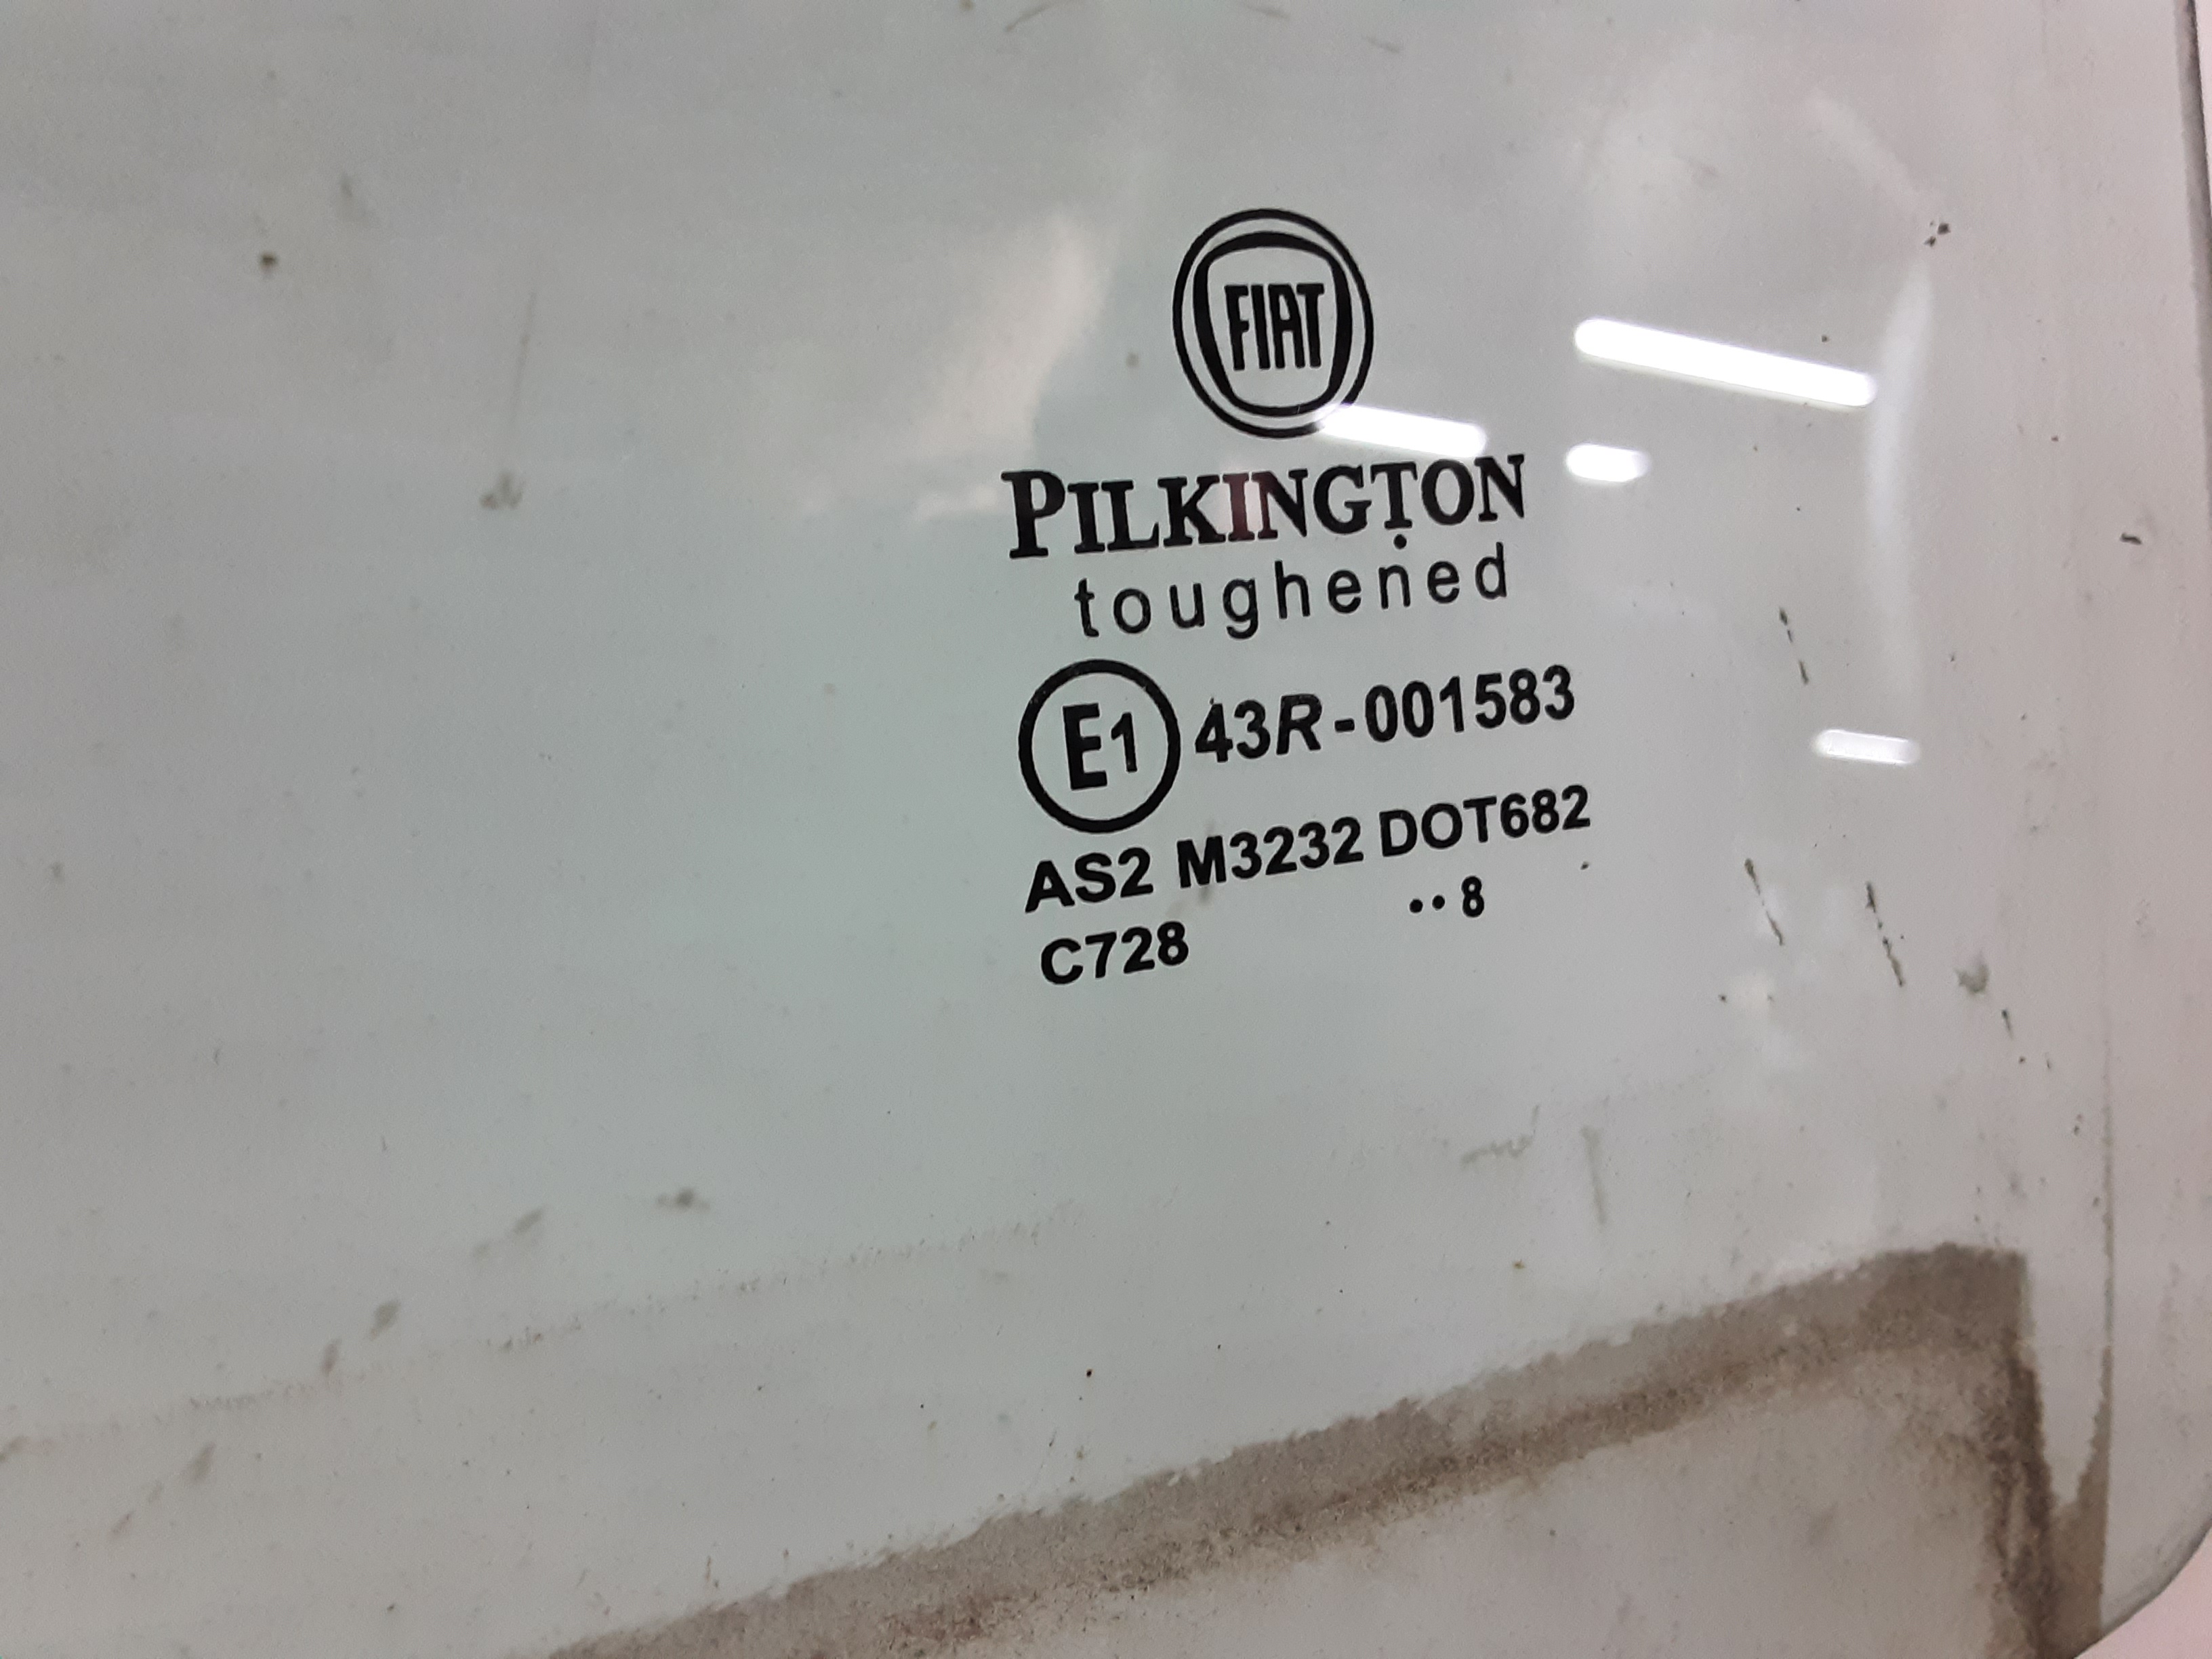 FIAT
PILKINGTON
toughened
E1 43R-001583
AS2 M3232 DOT682
C728 ··8